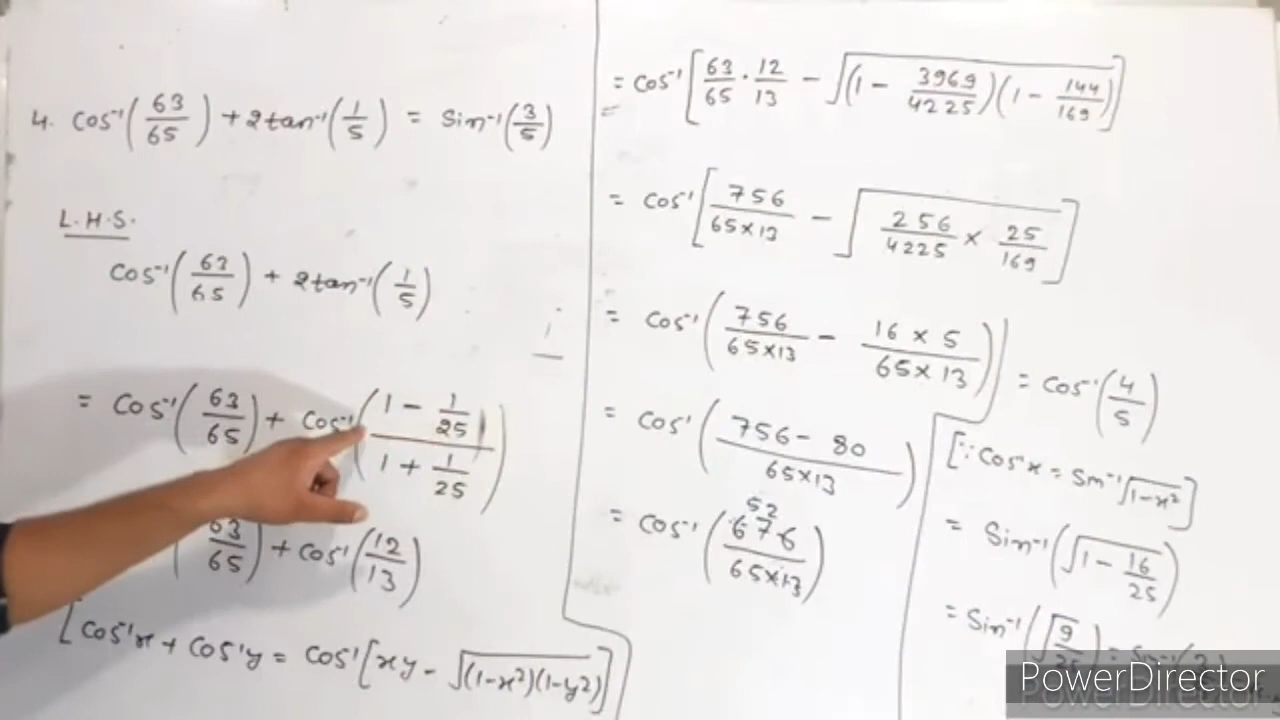 4. cos⁻¹(63/65) + 2tan⁻¹(1/5) = Sin⁻¹(3/5)
L.H.S.
cos⁻¹(63/65) + 2tan⁻¹(1/5)
= cos⁻¹(63/65) + cos⁻¹((1 - 1/25)/(1 + 1/25))
(63/65) + cos⁻¹(12/13)
[cos⁻¹x + cos⁻¹y = cos⁻¹[xy - √(1-x²)(1-y²)]]
= cos⁻¹[63/65 · 12/13 - √(1 - 3969/4225)(1 - 144/169)]
= cos⁻¹[756/65×13 - √256/4225 × 25/169]
= cos⁻¹(756/65×13 - 16×5/65×13)
= cos⁻¹(756 - 80/65×13)
52
= cos⁻¹(676/65×13)
= cos⁻¹(4/5)
[∵ cos⁻¹x = Sin⁻¹√1-x²]
= Sin⁻¹(√1 - 16/25)
= Sin⁻¹(√9/25) = Sin⁻¹(3
PowerDirector